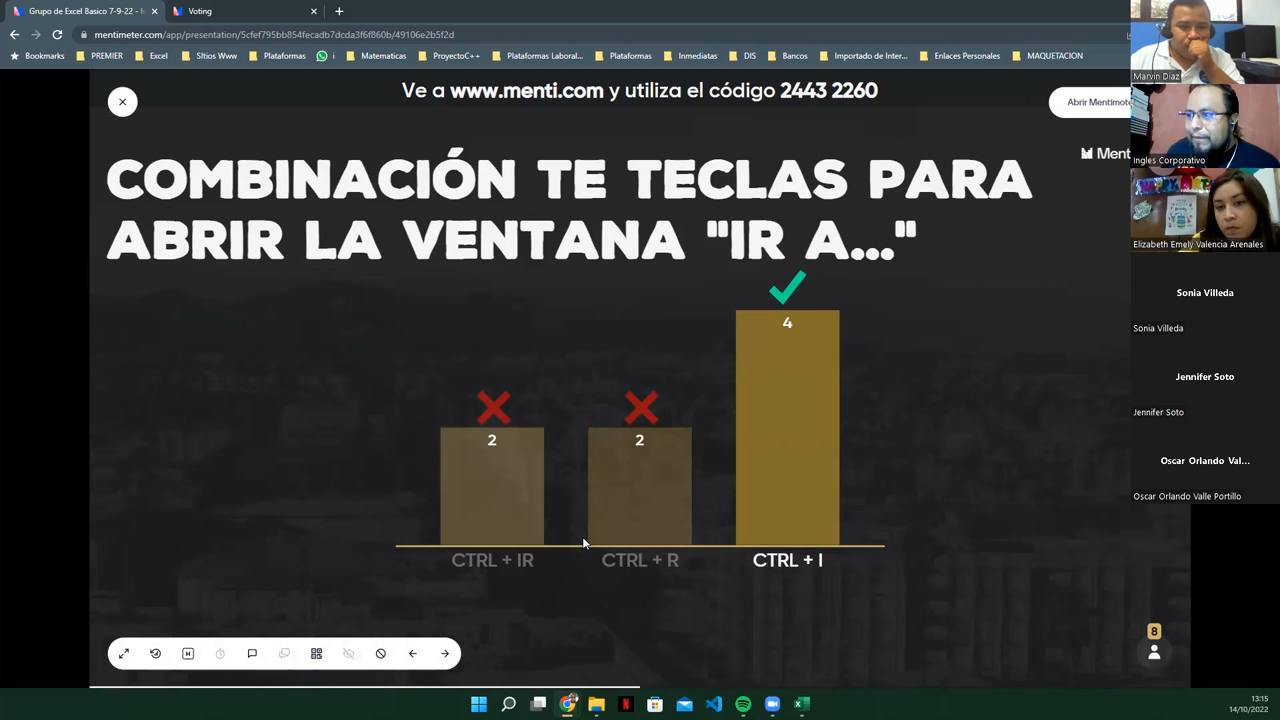 Grupo de Excel Basico 7-9-22 -
Voting
mentimeter.com/app/presentation/5cfef795bb854fecadb7dcda3f6f860b/49106e2b5f2d
Bookmarks
PREMIER
Excel
Sitios Www
Plataformas
i
Matematicas
ProyectoC++
Plataformas Laboral...
Plataformas
Inmediatas
DIS
Bancos
Importado de Inter...
Enlaces Personales
MAQUETACION
Ve a www.menti.com y utiliza el código 2443 2260
Abrir Mentimete
Ment
COMBINACIÓN TE TECLAS PARA
ABRIR LA VENTANA "IR A..."
4
2
2
CTRL + IR
CTRL + R
CTRL + I
8
Marvin Diaz
Ingles Corporativo
Elizabeth Emely Valencia Arenales
Sonia Villeda
Sonia Villeda
Jennifer Soto
Jennifer Soto
Oscar Orlando Val...
Oscar Orlando Valle Portillo
13:15
14/10/2022